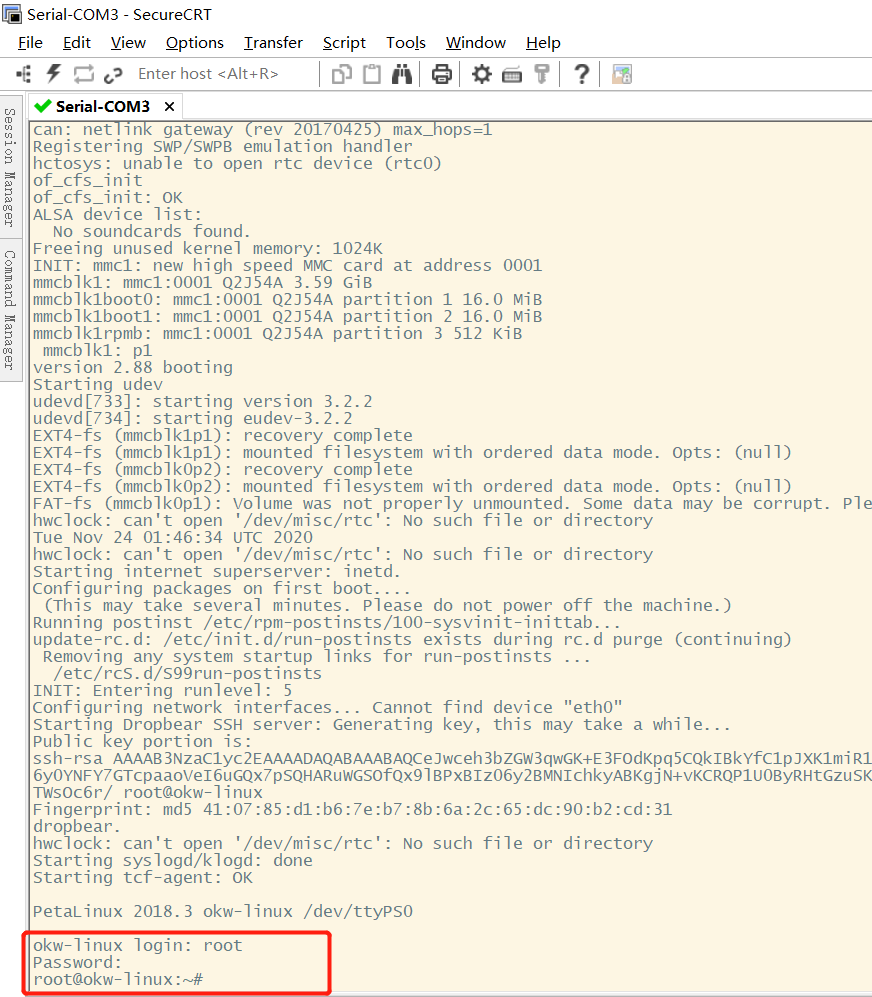 Serial-COM3 - SecureCRT
File Edit View Options Transfer Script Tools Window Help
Enter host <Alt+R>
Session Manager
Command Manager
Serial-COM3
can: netlink gateway (rev 20170425) max_hops=1
Registering SWP/SWPB emulation handler
hctosys: unable to open rtc device (rtc0)
of_cfs_init
of_cfs_init: OK
ALSA device list:
  No soundcards found.
Freeing unused kernel memory: 1024K
INIT: mmc1: new high speed MMC card at address 0001
mmcblk1: mmc1:0001 Q2J54A 3.59 GiB
mmcblk1boot0: mmc1:0001 Q2J54A partition 1 16.0 MiB
mmcblk1boot1: mmc1:0001 Q2J54A partition 2 16.0 MiB
mmcblk1rpmb: mmc1:0001 Q2J54A partition 3 512 KiB
 mmcblk1: p1
version 2.88 booting
Starting udev
udevd[733]: starting version 3.2.2
udevd[734]: starting eudev-3.2.2
EXT4-fs (mmcblk1p1): recovery complete
EXT4-fs (mmcblk1p1): mounted filesystem with ordered data mode. Opts: (null)
EXT4-fs (mmcblk0p2): recovery complete
EXT4-fs (mmcblk0p2): mounted filesystem with ordered data mode. Opts: (null)
FAT-fs (mmcblk0p1): Volume was not properly unmounted. Some data may be corrupt. Ple
hwclock: can't open '/dev/misc/rtc': No such file or directory
Tue Nov 24 01:46:34 UTC 2020
hwclock: can't open '/dev/misc/rtc': No such file or directory
Starting internet superserver: inetd.
Configuring packages on first boot....
 (This may take several minutes. Please do not power off the machine.)
Running postinst /etc/rpm-postinsts/100-sysvinit-inittab...
update-rc.d: /etc/init.d/run-postinsts exists during rc.d purge (continuing)
 Removing any system startup links for run-postinsts ...
  /etc/rcS.d/S99run-postinsts
INIT: Entering runlevel: 5
Configuring network interfaces... Cannot find device "eth0"
Starting Dropbear SSH server: Generating key, this may take a while...
Public key portion is:
ssh-rsa AAAAB3NzaC1yc2EAAAADAQABAAABAQCeJwceh3bZGW3qwGK+E3FOdKpq5CQkIBkYfC1pJXK1miR1
6y0YNFY7GTcpaaoVeI6uGQx7pSQHARuWGSOfQx9lBPxBIz06y2BMNIchkyABKgjN+vKCRQP1U0ByRHtGzuSK
TWsOc6r/ root@okw-linux
Fingerprint: md5 41:07:85:d1:b6:7e:b7:8b:6a:2c:65:dc:90:b2:cd:31
dropbear.
hwclock: can't open '/dev/misc/rtc': No such file or directory
Starting syslogd/klogd: done
Starting tcf-agent: OK
PetaLinux 2018.3 okw-linux /dev/ttyPS0
okw-linux login: root
Password:
root@okw-linux:~#